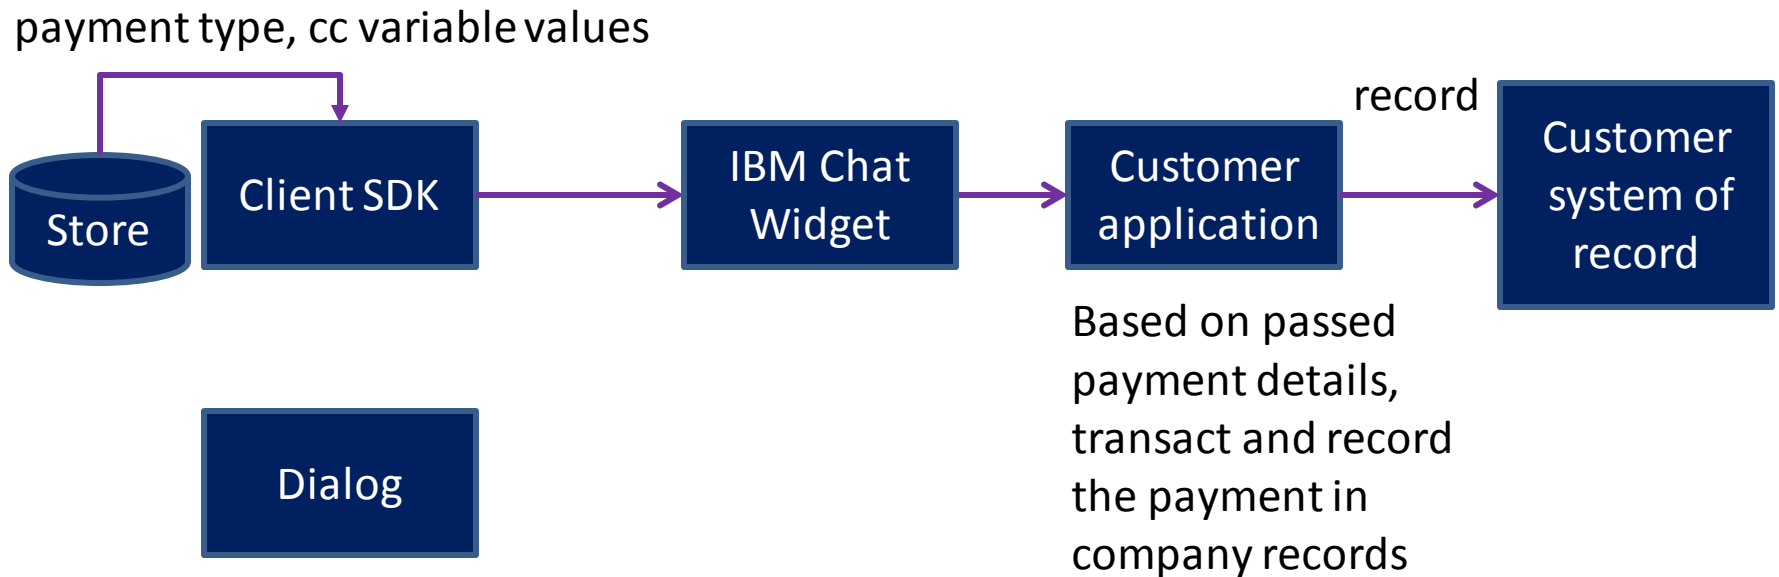 payment type, cc variable values
Store
Client SDK
IBM Chat
Widget
Customer
application
record
Customer
system of
record
Based on passed
payment details,
transact and record
the payment in
company records
Dialog